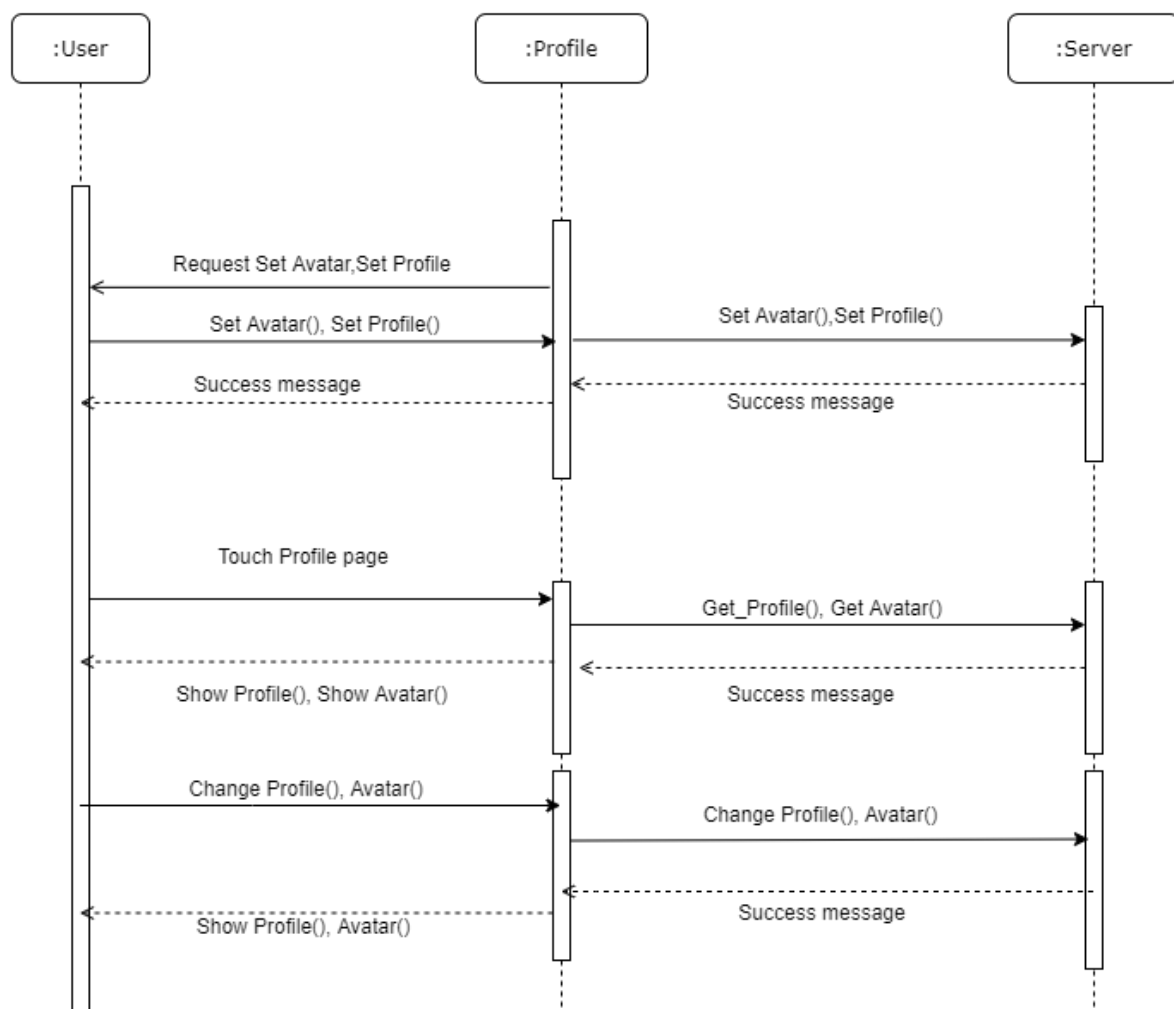 :User
:Profile
:Server
Request Set Avatar,Set Profile
Set Avatar(), Set Profile()
Set Avatar(),Set Profile()
Success message
Success message
Touch Profile page
Get_Profile(), Get Avatar()
Show Profile(), Show Avatar()
Success message
Change Profile(), Avatar()
Change Profile(), Avatar()
Success message
Show Profile(), Avatar()